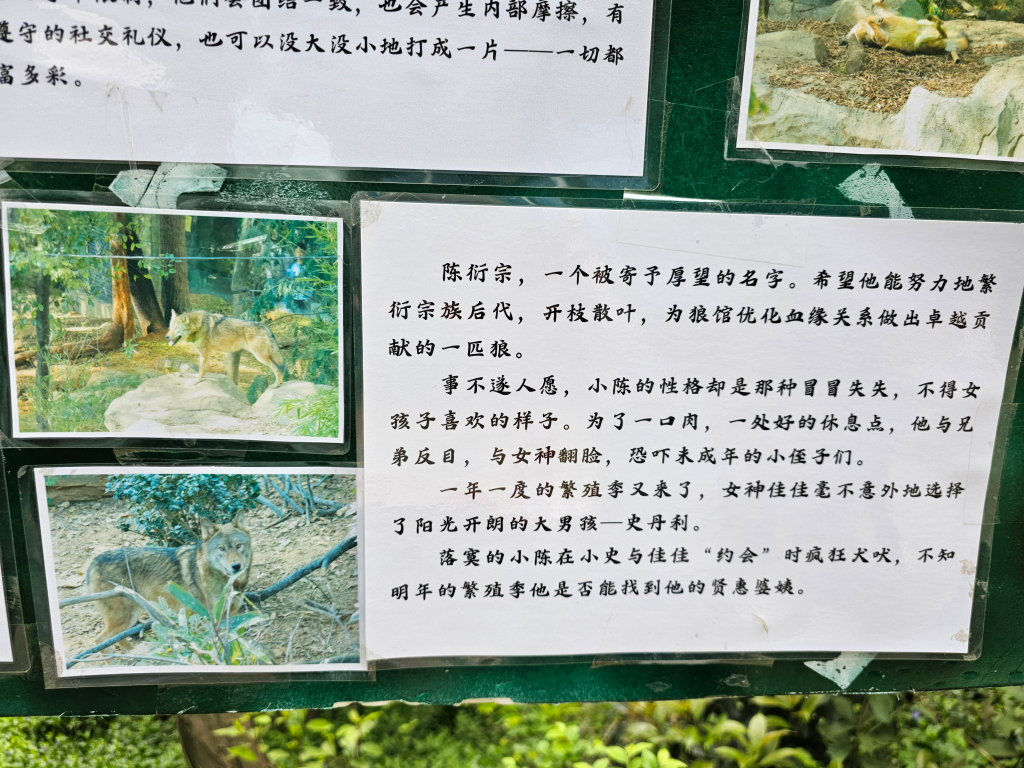 他们会团结一致，也会产生内部摩擦，有
遵守的社交礼仪，也可以没大没小地打成一片——一切都
富多彩。
陈衍宗，一个被寄予厚望的名字。希望他能努力地繁
衍宗族后代，开枝散叶，为狼馆优化血缘关系做出卓越贡
献的一匹狼。
事不遂人愿，小陈的性格却是那种冒冒失失，不得女
孩子喜欢的样子。为了一口肉，一处好的休息点，他与兄
弟反目，与女神翻脸，恐吓未成年的小侄子们。
一年一度的繁殖季又来了，女神佳佳毫不意外地选择
了阳光开朗的大男孩—史丹利。
落寞的小陈在小史与佳佳“约会”时疯狂犬吠，不知
明年的繁殖季他是否能找到他的贤惠婆姨。